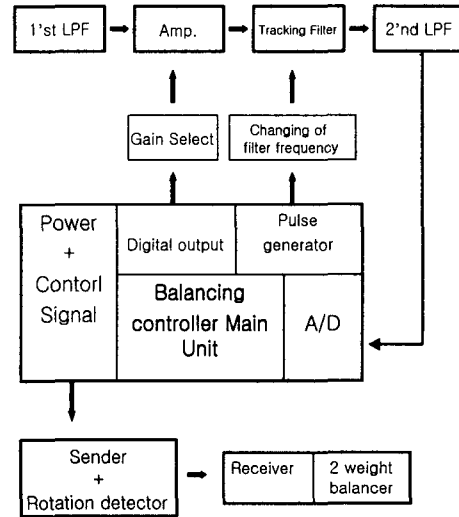 1'st LPF
Amp.
Tracking Filter
2'nd LPF
Gain Select
Changing of
filter frequency
Power
+
Contorl
Signal
Digital output
Pulse
generator
Balancing
controller Main
Unit
A/D
Sender
+
Rotation detector
Receiver
2 weight
balancer